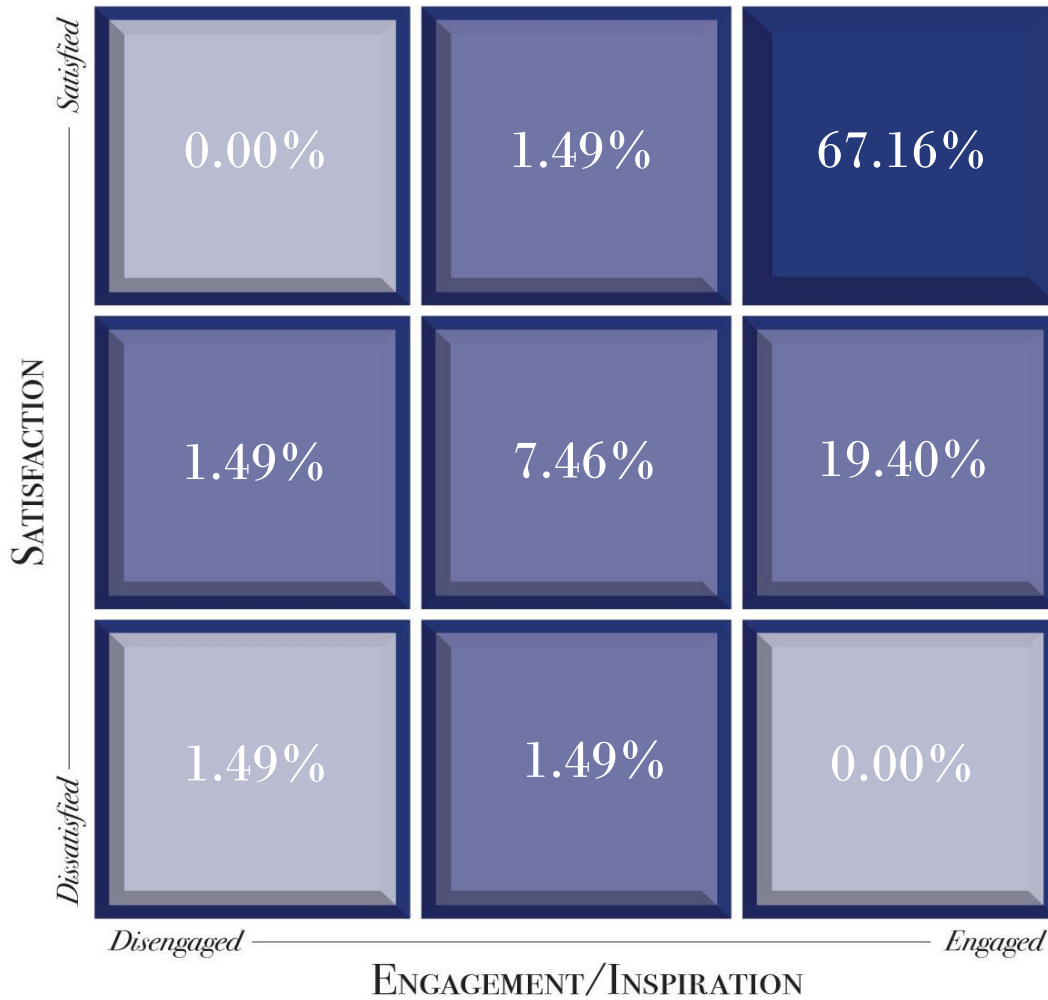 Satisfied
0.00%
1.49%
67.16%
SATISFACTION
1.49%
7.46%
19.40%
Dissatisfied
1.49%
1.49%
0.00%
Disengaged
Engaged
ENGAGEMENT/INSPIRATION